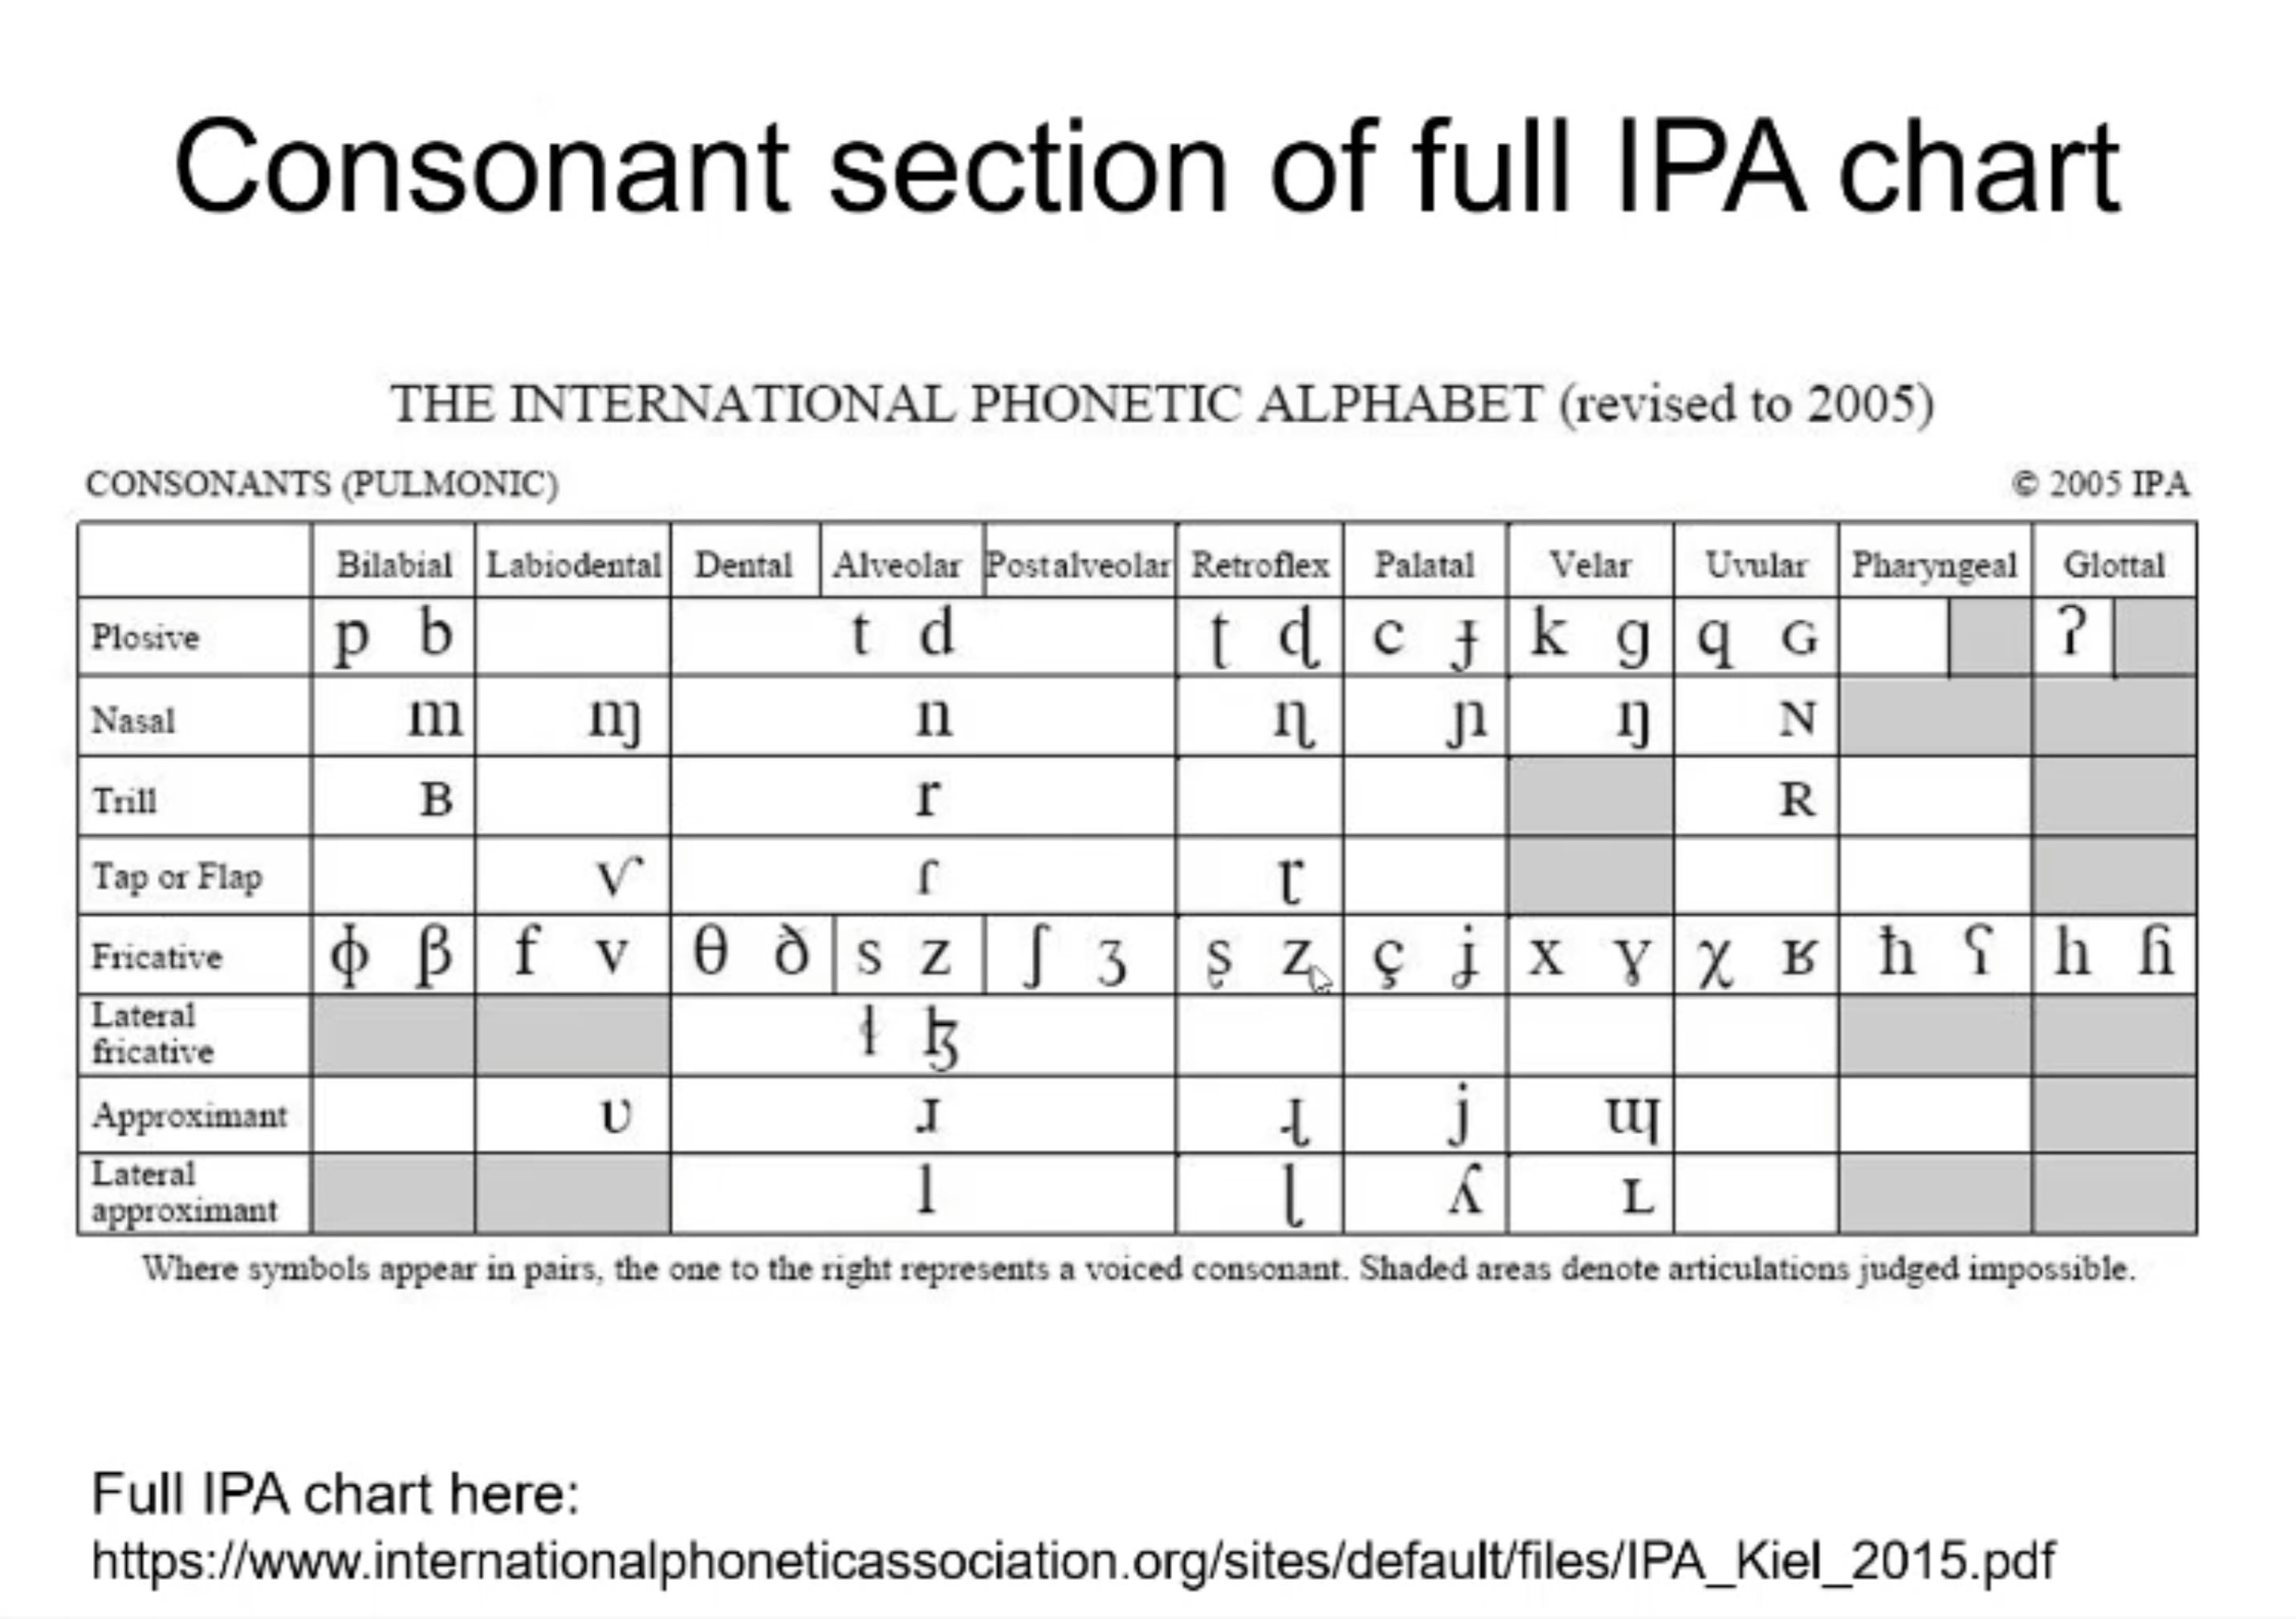 Consonant section of full IPA chart
THE INTERNATIONAL PHONETIC ALPHABET (revised to 2005)
CONSONANTS (PULMONIC) © 2005 IPA
Bilabial Labiodental Dental Alveolar Postalveolar Retroflex Palatal Velar Uvular Pharyngeal Glottal
Plosive p b t d ʈ ɖ c ɟ k ɡ q ɢ ʔ
Nasal m ɱ n ɳ ɲ ŋ ɴ
Trill ʙ r ʀ
Tap or Flap ⱱ ɾ ɽ
Fricative ɸ β f v θ ð s z ʃ ʒ ʂ ʐ ç ʝ x ɣ χ ʁ ħ ʕ h ɦ
Lateral
fricative ɬ ɮ
Approximant ʋ ɹ ɻ j ɰ
Lateral
approximant l ɭ ʎ ʟ
Where symbols appear in pairs, the one to the right represents a voiced consonant. Shaded areas denote articulations judged impossible.
Full IPA chart here:
https://www.internationalphoneticassociation.org/sites/default/files/IPA_Kiel_2015.pdf